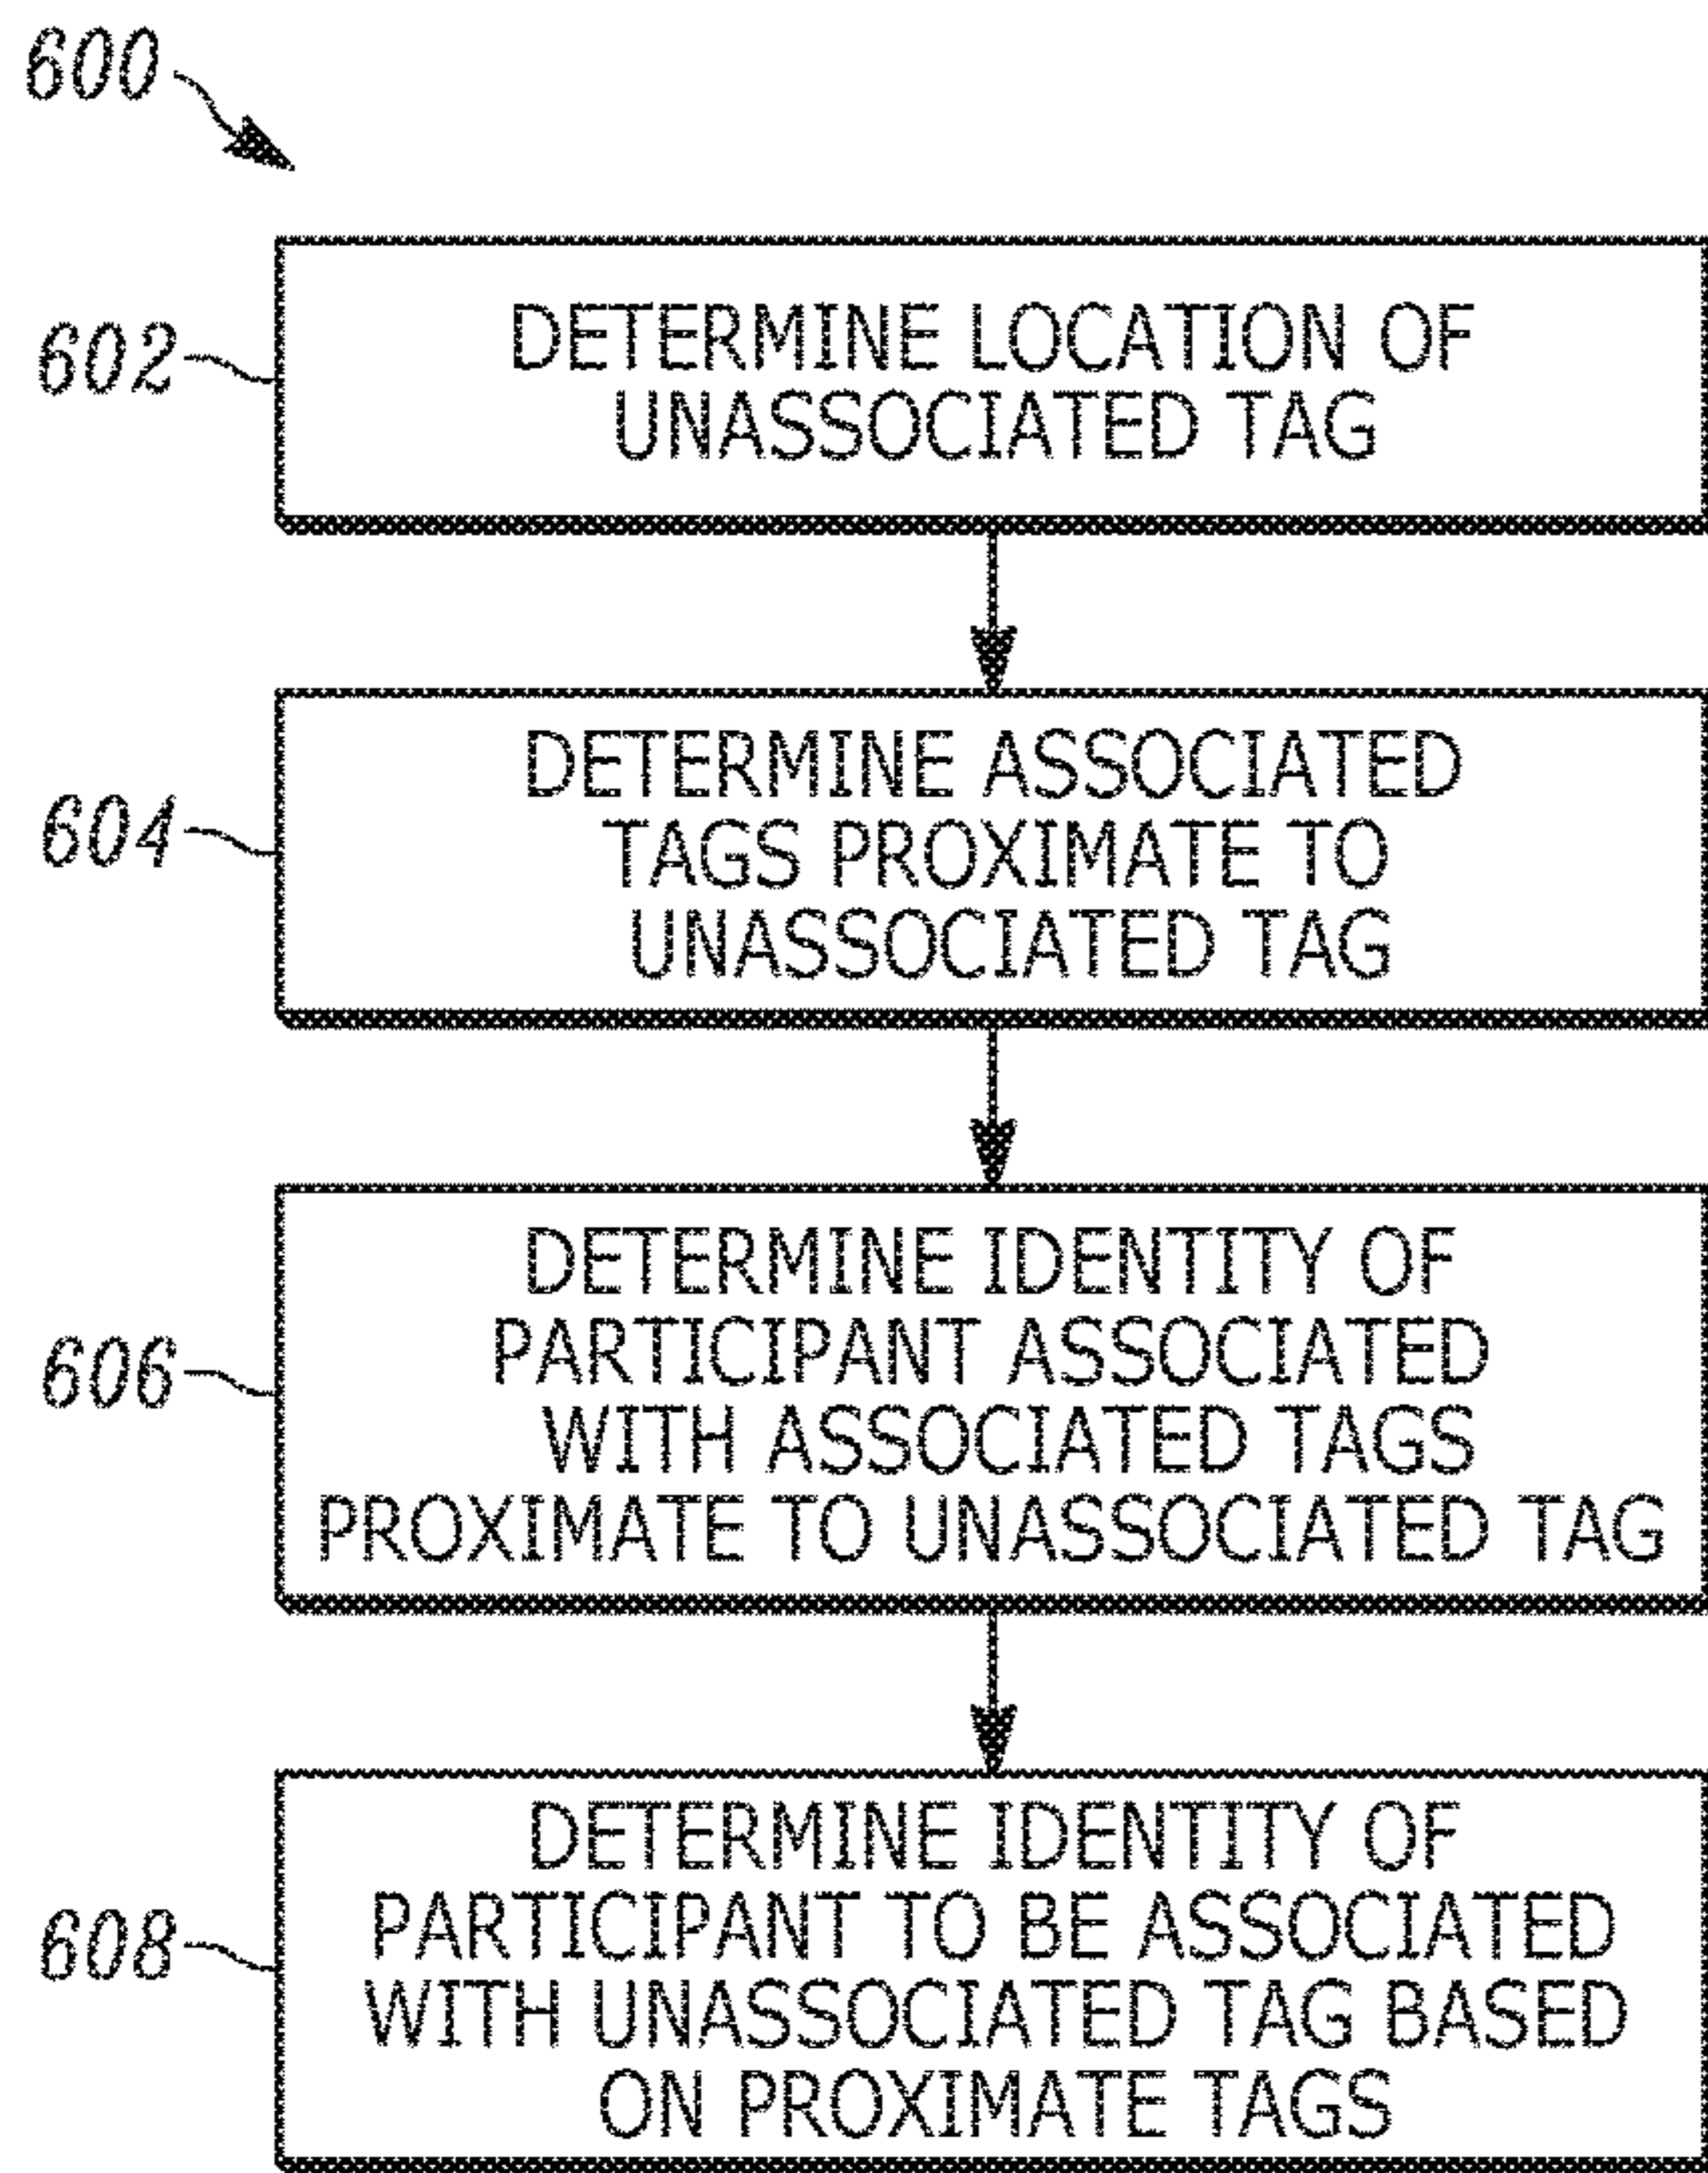 600
602
DETERMINE LOCATION OF
UNASSOCIATED TAG
604
DETERMINE ASSOCIATED
TAGS PROXIMATE TO
UNASSOCIATED TAG
606
DETERMINE IDENTITY OF
PARTICIPANT ASSOCIATED
WITH ASSOCIATED TAGS
PROXIMATE TO UNASSOCIATED TAG
608
DETERMINE IDENTITY OF
PARTICIPANT TO BE ASSOCIATED
WITH UNASSOCIATED TAG BASED
ON PROXIMATE TAGS